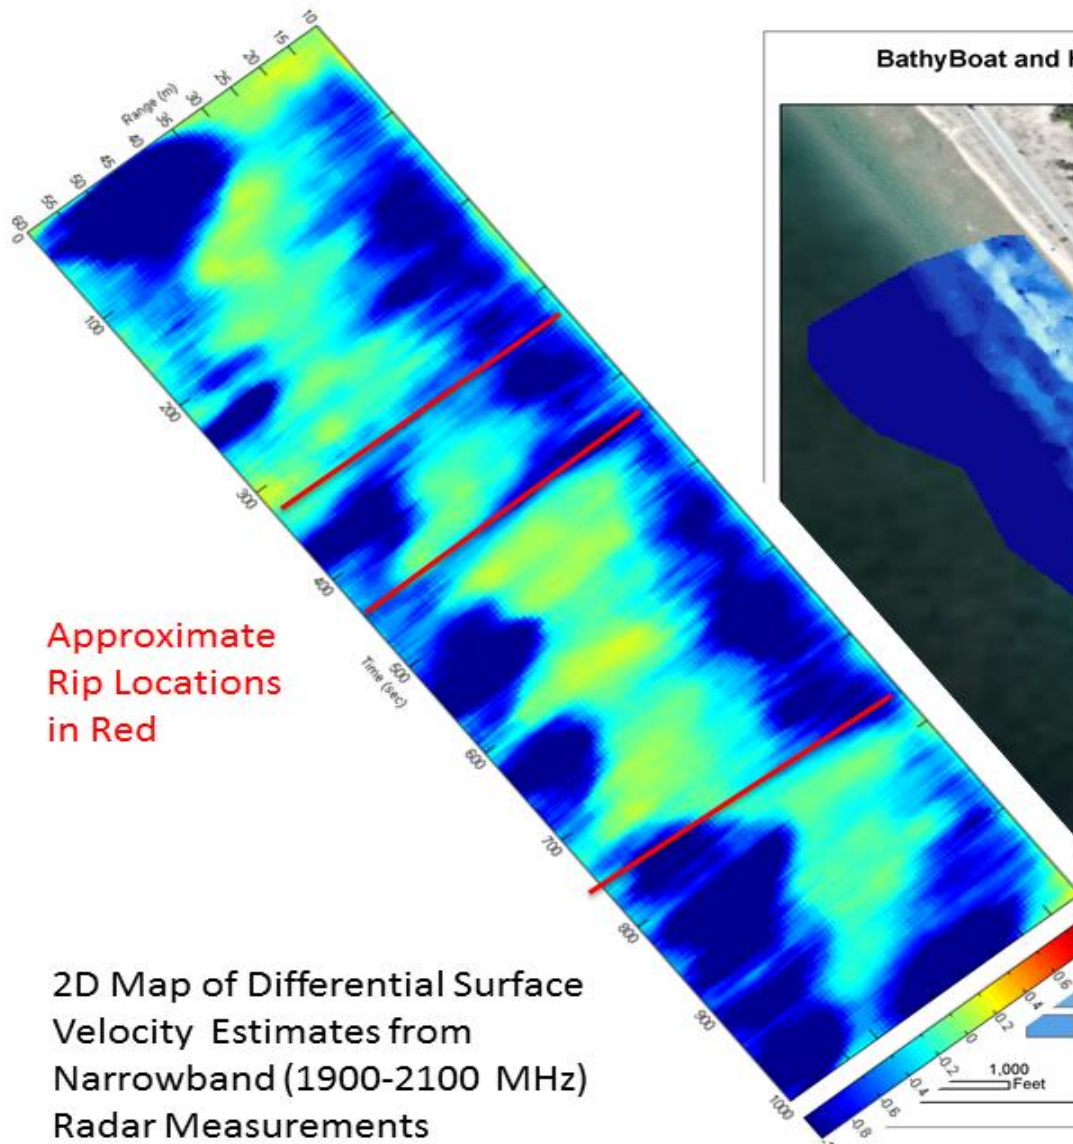 10
15
20
25
30
35
40
45
50
55
60
Range (m)
0
100
200
300
400
500
600
700
800
900
1000
Time (sec)
BathyBoat and
Approximate
Rip Locations
in Red
2D Map of Differential Surface
Velocity Estimates from
Narrowband (1900-2100 MHz)
Radar Measurements
0.6
0.4
0.2
0
-0.2
-0.4
-0.6
-0.8
1,000
Feet